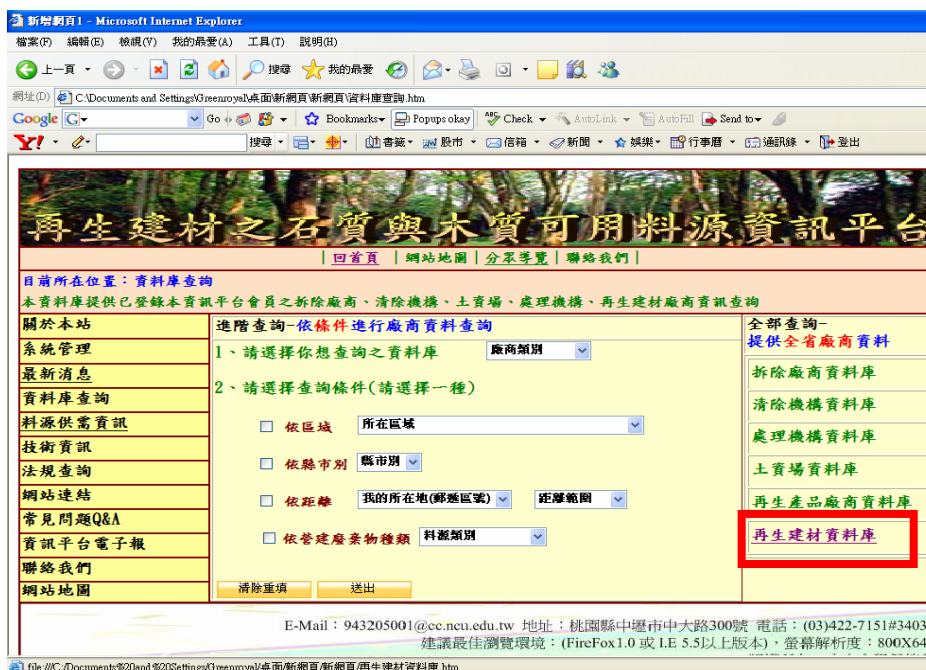 新增網頁1 - Microsoft Internet Explorer
檔案(F) 編輯(E) 檢視(V) 我的最愛(A) 工具(T) 說明(H)
上一頁 搜尋 我的最愛
網址(D) C:\Documents and Settings\Greenroyal\桌面\新網頁\新網頁\資料庫查詢.htm
Google G Go Bookmarks Popups okay Check AutoLink AutoFill Send to
Y! 搜尋 書籤 股市 信箱 新聞 娛樂 行事曆 通訊錄 登出
再生建材之石質與木質可用料源資訊平台
| 回首頁 | 網站地圖 | 分眾導覽 | 聯絡我們 |
目前所在位置：資料庫查詢
本資料庫提供已登錄本資訊平台會員之拆除廠商、清除機構、土資場、處理機構、再生建材廠商資訊查詢
關於本站
系統管理
最新消息
資料庫查詢
料源供需資訊
技術資訊
法規查詢
網站連結
常見問題Q&A
資訊平台電子報
聯絡我們
網站地圖
進階查詢-依條件進行廠商資料查詢
1、請選擇你想查詢之資料庫 廠商類別
2、請選擇查詢條件(請選擇一種)
依區域 所在區域
依縣市別 縣市別
依距離 我的所在地(郵遞區號) 距離範圍
依營建廢棄物種類 料源類別
清除重填 送出
全部查詢-
提供全省廠商資料
拆除廠商資料庫
清除機構資料庫
處理機構資料庫
土資場資料庫
再生產品廠商資料庫
再生建材資料庫
E-Mail：943205001@cc.ncu.edu.tw 地址：桃園縣中壢市中大路300號 電話：(03)422-7151#3403
建議最佳瀏覽環境：(FireFox1.0 或 I.E 5.5以上版本)，螢幕解析度：800X64
file:///C:/Documents%20and%20Settings/Greenroyal/桌面/新網頁/新網頁/再生建材資料庫.htm